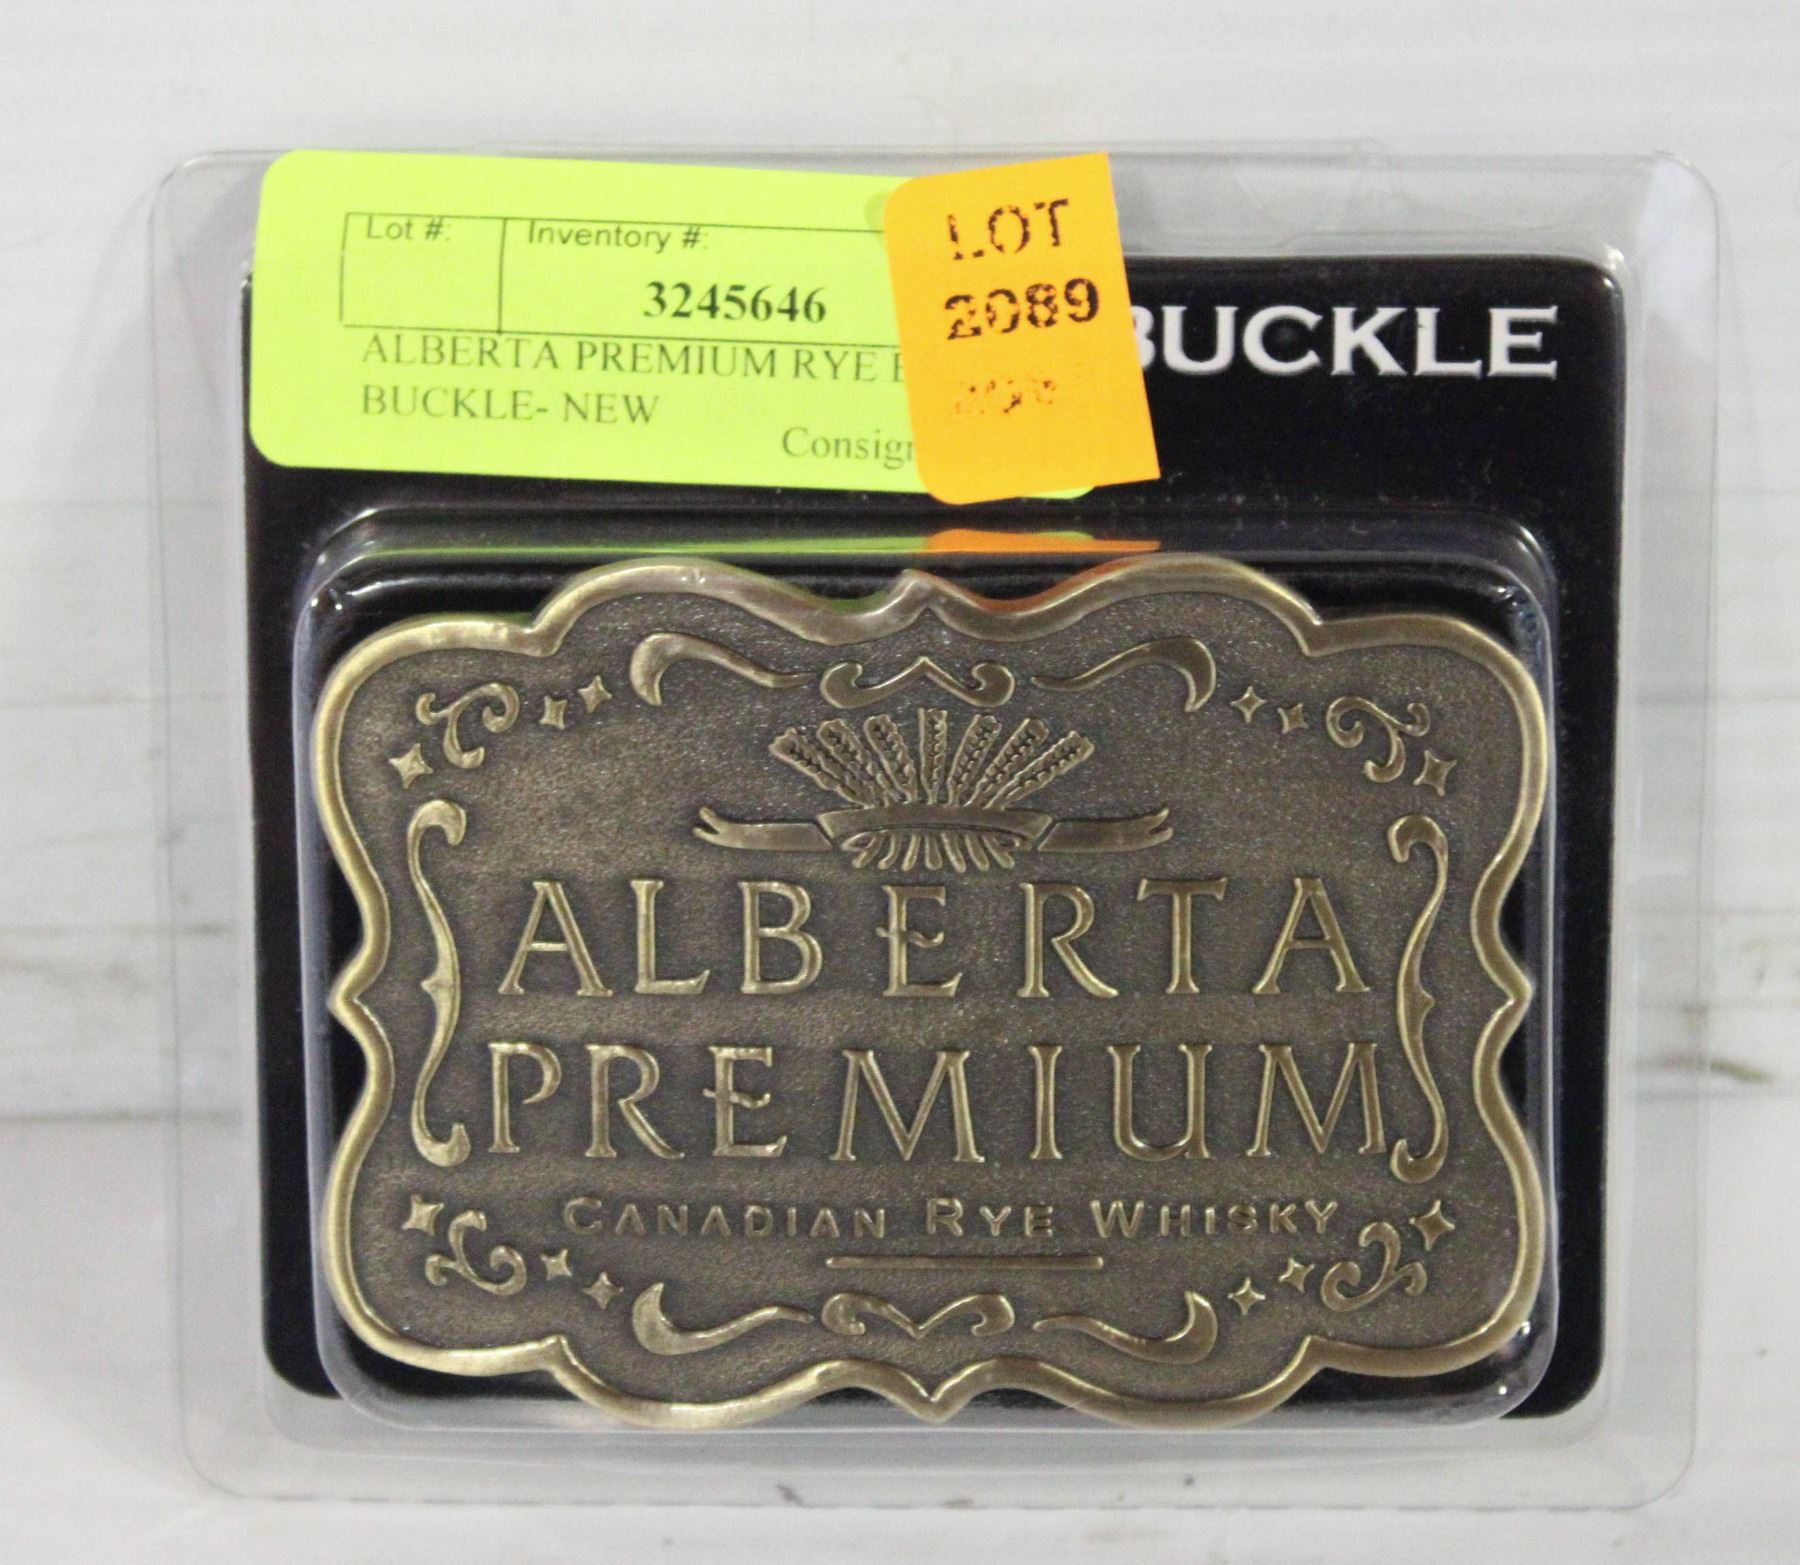 Lot #:
Inventory #:
3245646
ALBERTA PREMIUM RYE
BUCKLE- NEW
LOT
2089
BUCKLE
ALBERTA
PREMIUM
CANADIAN RYE WHISKY